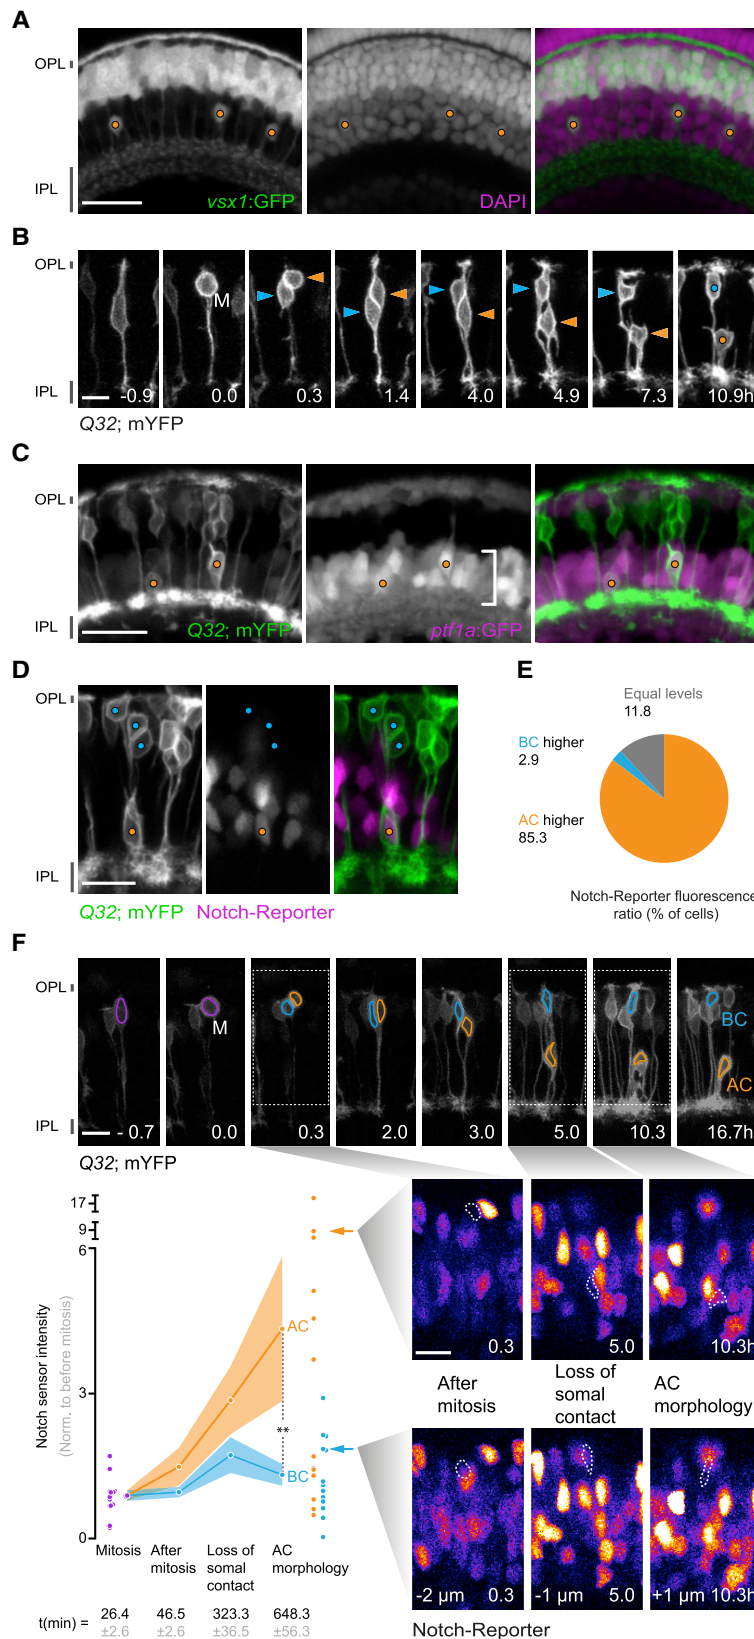 A
OPL
IPL
vsx1:GFP
DAPI
B
OPL
IPL
M
-0.9
0.0
0.3
1.4
4.0
4.9
7.3
10.9h
Q32; mYFP
C
OPL
IPL
Q32; mYFP
ptf1a:GFP
D
OPL
IPL
Q32; mYFP
Notch-Reporter
E
Equal levels
11.8
BC higher
2.9
AC higher
85.3
Notch-Reporter fluorescence
ratio (% of cells)
F
OPL
IPL
M
BC
AC
- 0.7
0.0
0.3
2.0
3.0
5.0
10.3
16.7h
Q32; mYFP
17
9
6
3
0
Notch sensor intensity
(Norm. to before mitosis)
AC
**
BC
Mitosis
After
mitosis
Loss of
somal
contact
AC
morphology
t(min) =
26.4
46.5
323.3
648.3
±2.6
±2.6
±36.5
±56.3
0.3
5.0
10.3h
After
mitosis
Loss of
somal
contact
AC
morphology
-2 µm
0.3
-1 µm
5.0
+1 µm
10.3h
Notch-Reporter